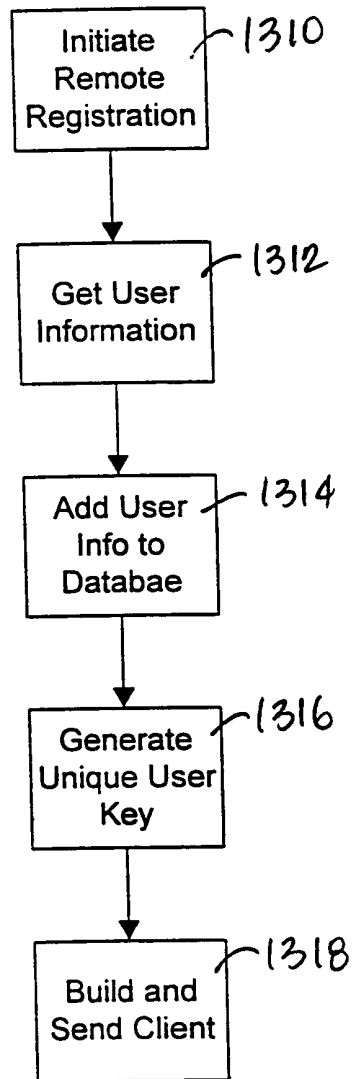 Initiate
Remote
Registration
1310
Get User
Information
1312
Add User
Info to
Databae
1314
Generate
Unique User
Key
1316
Build and
Send Client
1318